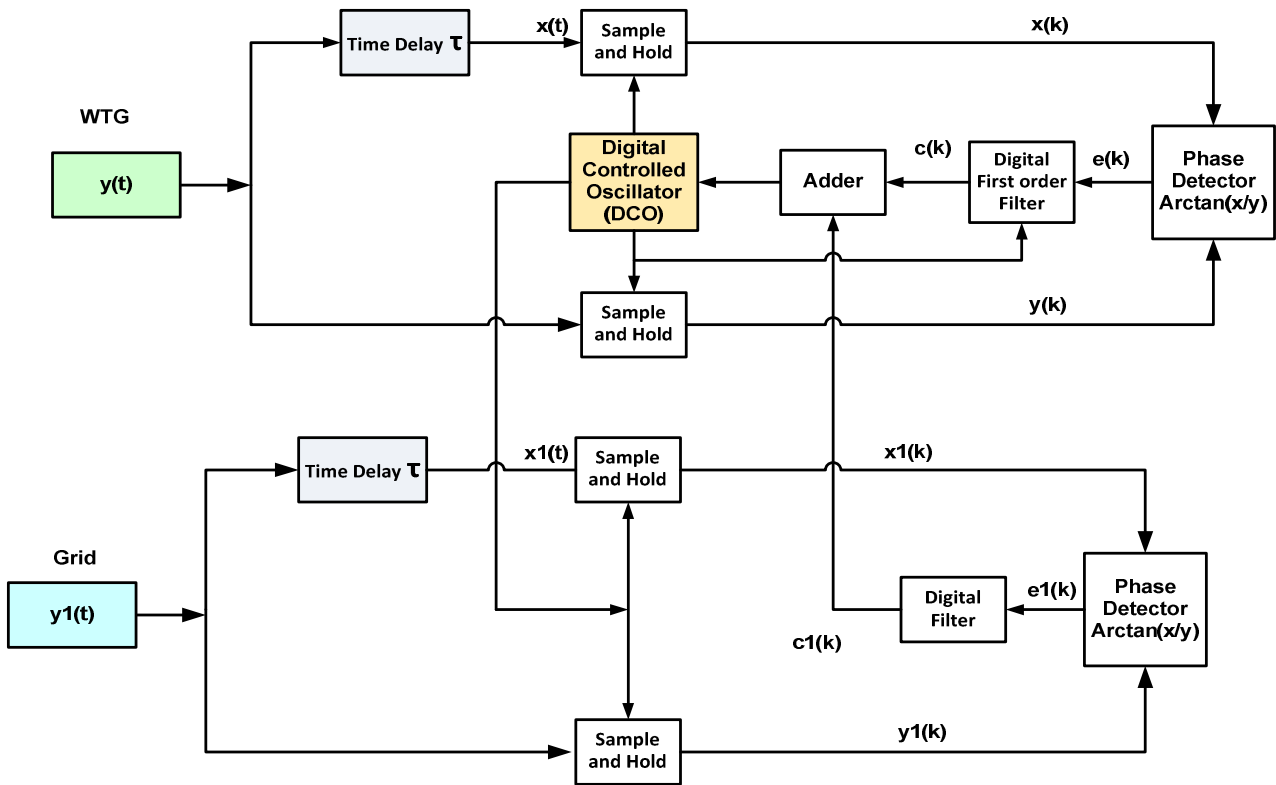 x(t)
Sample
and Hold
x(k)
Time Delay τ
WTG
y(t)
Digital
Controlled
Oscillator
(DCO)
Adder
c(k)
Digital
First order
Filter
e(k)
Phase
Detector
Arctan(x/y)
Sample
and Hold
y(k)
Time Delay τ
x1(t)
Sample
and Hold
x1(k)
Grid
y1(t)
c1(k)
Digital
Filter
e1(k)
Phase
Detector
Arctan(x/y)
Sample
and Hold
y1(k)